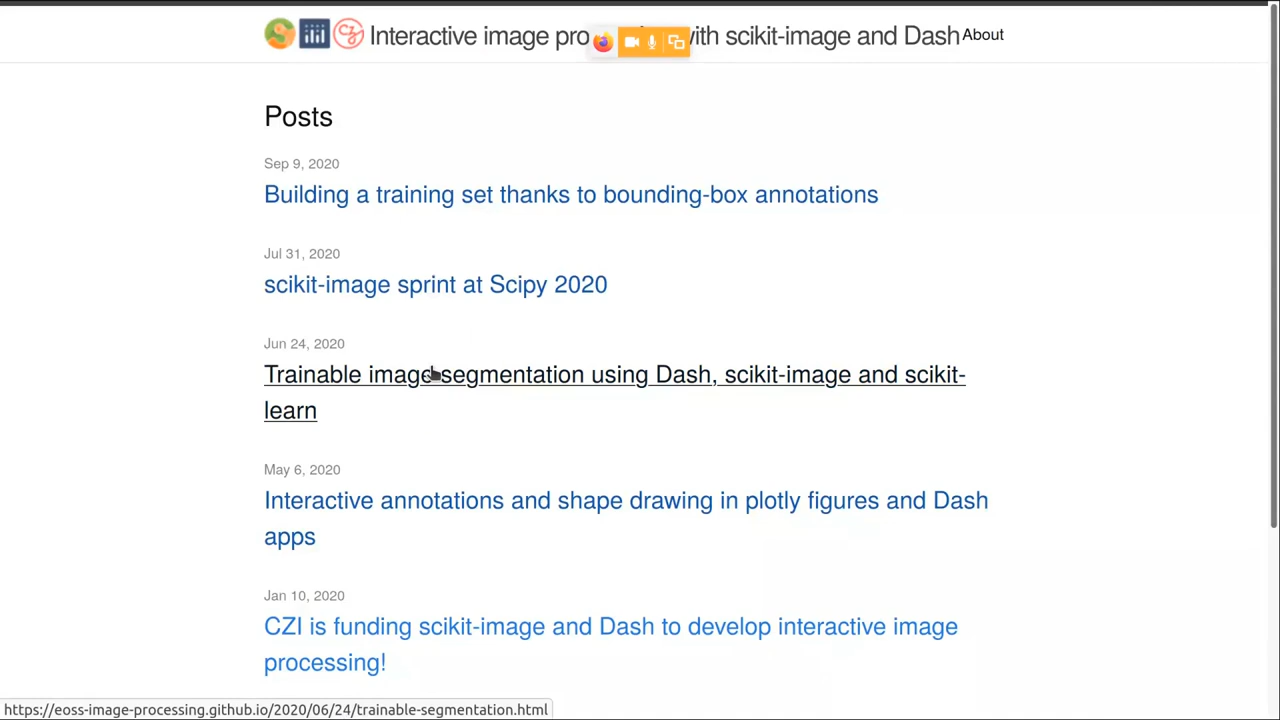 Interactive image pro with scikit-image and Dash About
Posts
Sep 9, 2020
Building a training set thanks to bounding-box annotations
Jul 31, 2020
scikit-image sprint at Scipy 2020
Jun 24, 2020
Trainable image segmentation using Dash, scikit-image and scikit-
learn
May 6, 2020
Interactive annotations and shape drawing in plotly figures and Dash
apps
Jan 10, 2020
CZI is funding scikit-image and Dash to develop interactive image
processing!
https://eoss-image-processing.github.io/2020/06/24/trainable-segmentation.html